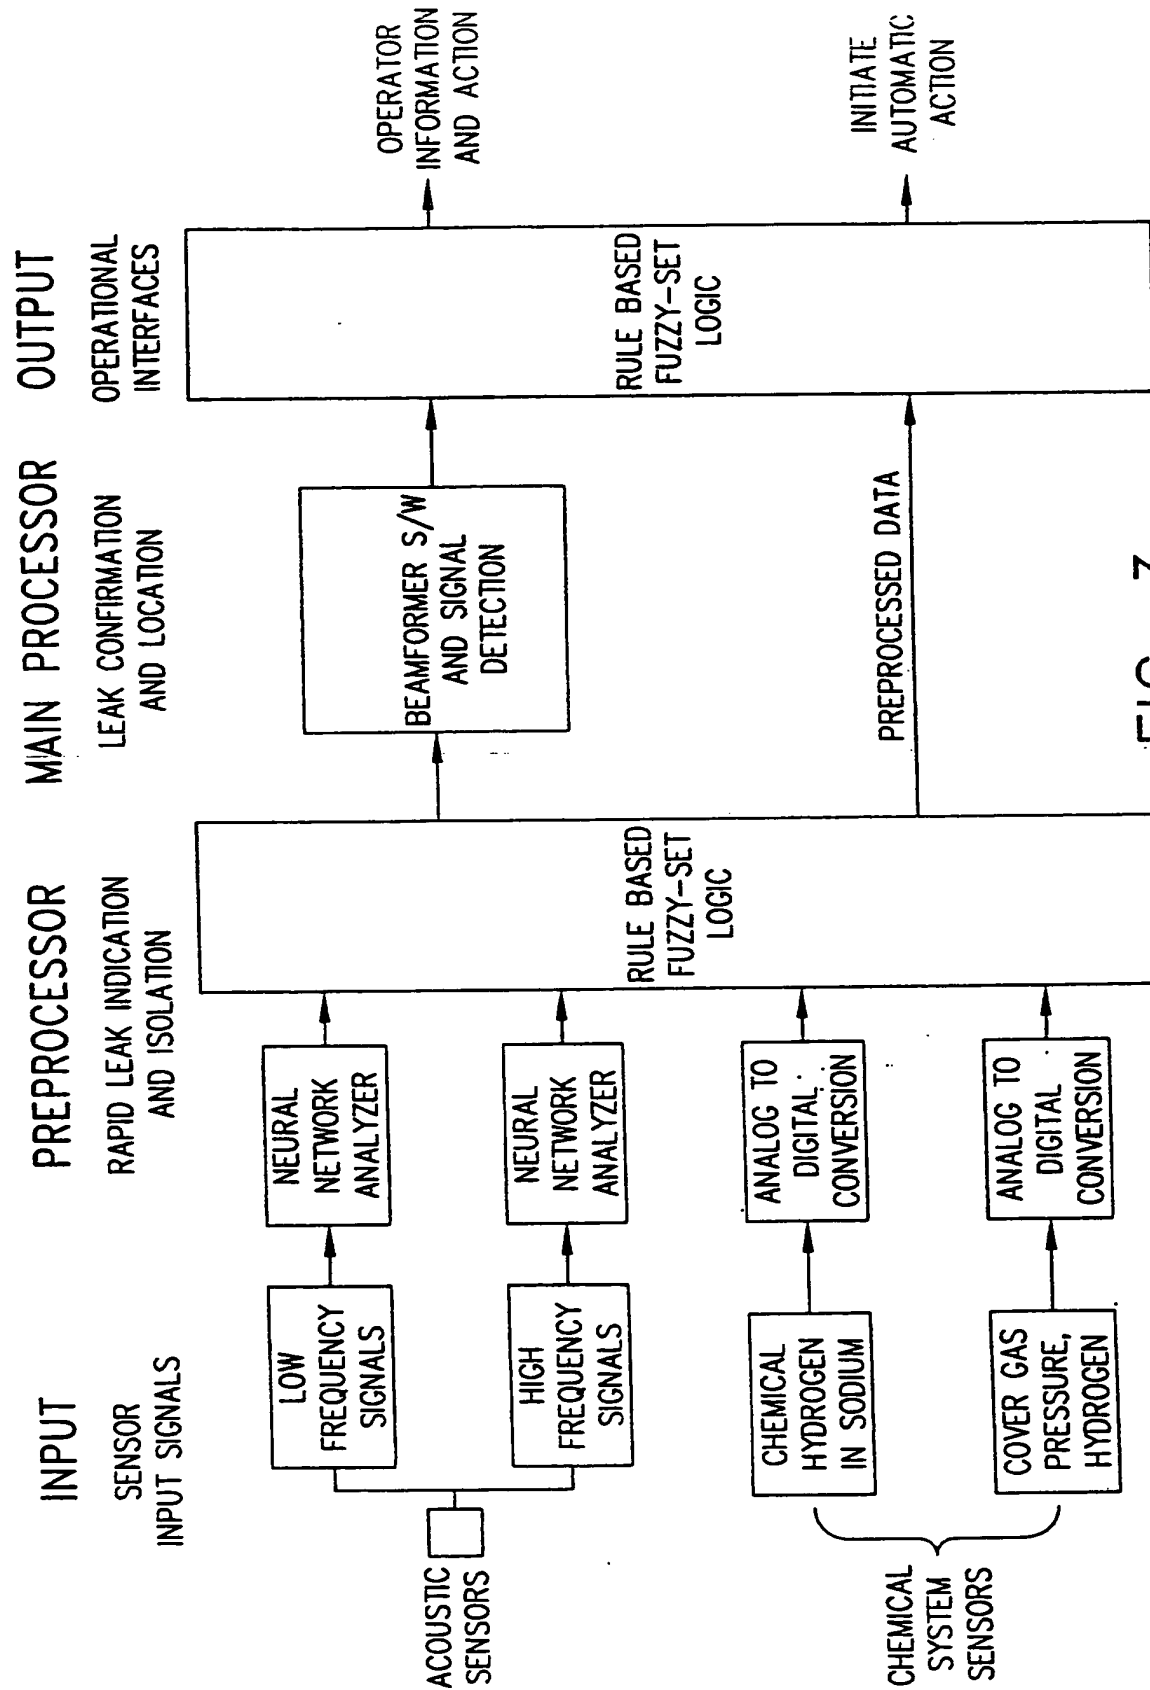 INPUT
SENSOR
INPUT SIGNALS
PREPROCESSOR
RAPID LEAK INDICATION
AND ISOLATION
MAIN PROCESSOR
LEAK CONFIRMATION
AND LOCATION
OUTPUT
OPERATIONAL
INTERFACES
ACOUSTIC
SENSORS
LOW
FREQUENCY
SIGNALS
NEURAL
NETWORK
ANALYZER
HIGH
FREQUENCY
SIGNALS
NEURAL
NETWORK
ANALYZER
CHEMICAL
SYSTEM
SENSORS
CHEMICAL
HYDROGEN
IN SODIUM
ANALOG TO
DIGITAL
CONVERSION
COVER GAS
PRESSURE,
HYDROGEN
ANALOG TO
DIGITAL
CONVERSION
RULE BASED
FUZZY-SET
LOGIC
BEAMFORMER S/W
AND SIGNAL
DETECTION
PREPROCESSED DATA
RULE BASED
FUZZY-SET
LOGIC
OPERATOR
INFORMATION
AND ACTION
INITIATE
AUTOMATIC
ACTION